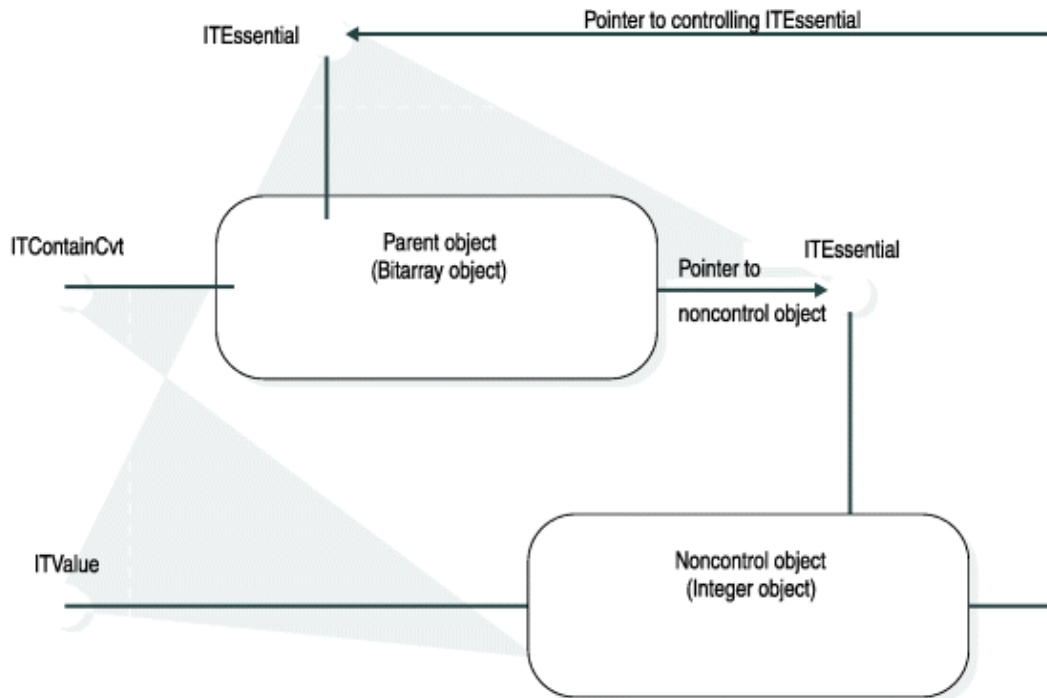 Pointer to controlling ITEssential
ITEssential
ITContainCvt
Parent object
(Bitarray object)
ITEssential
Pointer to
noncontrol object
ITValue
Noncontrol object
(Integer object)